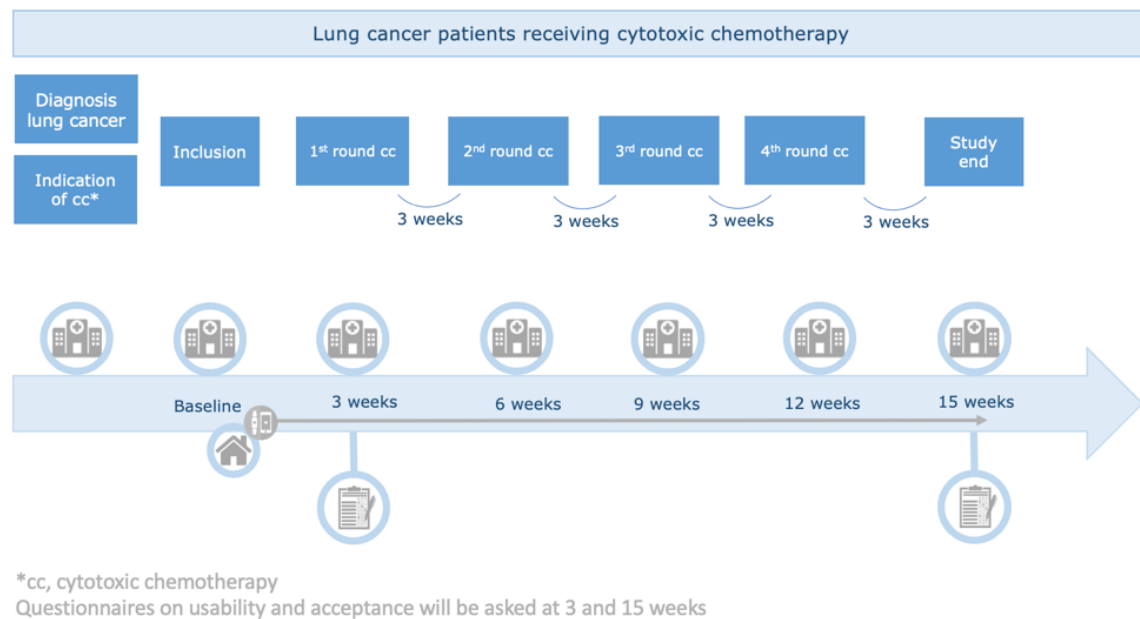 Lung cancer patients receiving cytotoxic chemotherapy
Diagnosis
lung cancer
Indication
of cc*
Inclusion
1st round cc
2nd round cc
3rd round cc
4th round cc
Study
end
3 weeks
3 weeks
3 weeks
3 weeks
Baseline
3 weeks
6 weeks
9 weeks
12 weeks
15 weeks
*cc, cytotoxic chemotherapy
Questionnaires on usability and acceptance will be asked at 3 and 15 weeks